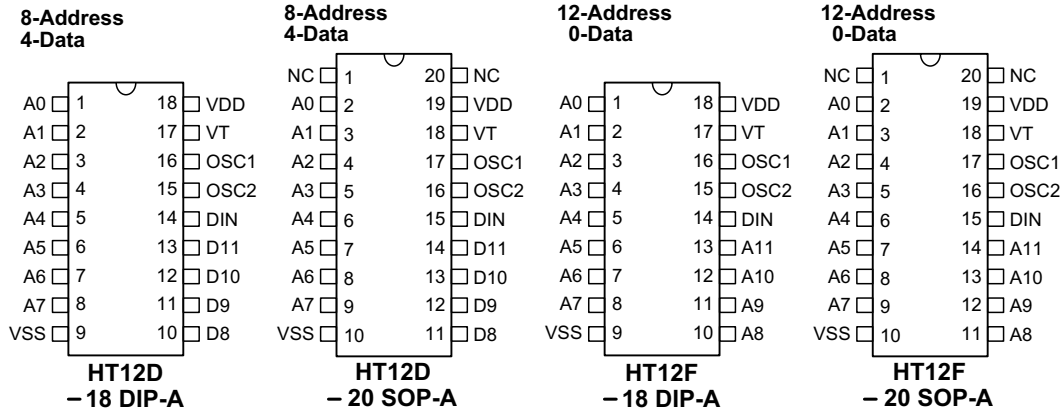 8-Address
4-Data
A0 1 18 VDD
A1 2 17 VT
A2 3 16 OSC1
A3 4 15 OSC2
A4 5 14 DIN
A5 6 13 D11
A6 7 12 D10
A7 8 11 D9
VSS 9 10 D8
HT12D
– 18 DIP-A
8-Address
4-Data
NC 1 20 NC
A0 2 19 VDD
A1 3 18 VT
A2 4 17 OSC1
A3 5 16 OSC2
A4 6 15 DIN
A5 7 14 D11
A6 8 13 D10
A7 9 12 D9
VSS 10 11 D8
HT12D
– 20 SOP-A
12-Address
0-Data
A0 1 18 VDD
A1 2 17 VT
A2 3 16 OSC1
A3 4 15 OSC2
A4 5 14 DIN
A5 6 13 A11
A6 7 12 A10
A7 8 11 A9
VSS 9 10 A8
HT12F
– 18 DIP-A
12-Address
0-Data
NC 1 20 NC
A0 2 19 VDD
A1 3 18 VT
A2 4 17 OSC1
A3 5 16 OSC2
A4 6 15 DIN
A5 7 14 A11
A6 8 13 A10
A7 9 12 A9
VSS 10 11 A8
HT12F
– 20 SOP-A